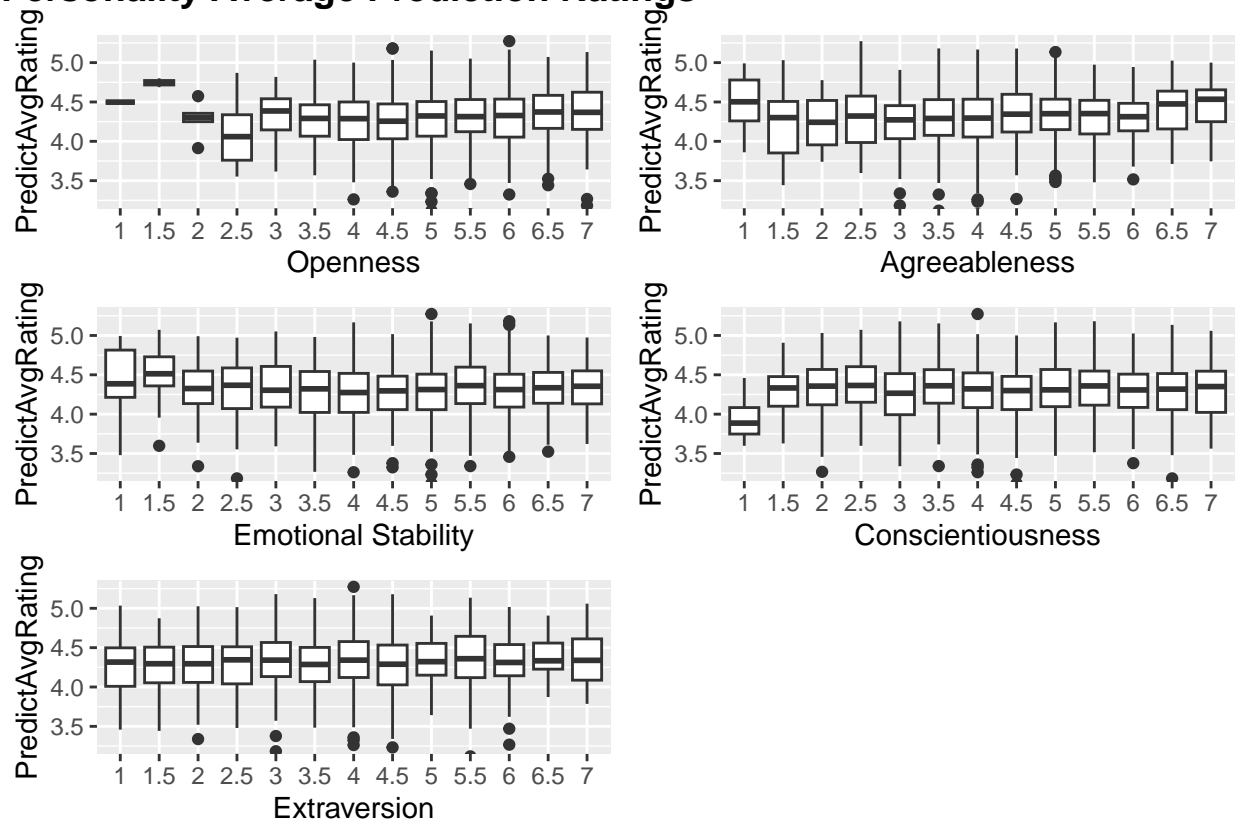 Personality Average Prediction Ratings
PredictAvgRating
5.0
4.5
4.0
3.5
1 1.5 2 2.5 3 3.5 4 4.5 5 5.5 6 6.5 7
Openness
PredictAvgRating
5.0
4.5
4.0
3.5
1 1.5 2 2.5 3 3.5 4 4.5 5 5.5 6 6.5 7
Agreeableness
PredictAvgRating
5.0
4.5
4.0
3.5
1 1.5 2 2.5 3 3.5 4 4.5 5 5.5 6 6.5 7
Emotional Stability
PredictAvgRating
5.0
4.5
4.0
3.5
1 1.5 2 2.5 3 3.5 4 4.5 5 5.5 6 6.5 7
Conscientiousness
PredictAvgRating
5.0
4.5
4.0
3.5
1 1.5 2 2.5 3 3.5 4 4.5 5 5.5 6 6.5 7
Extraversion